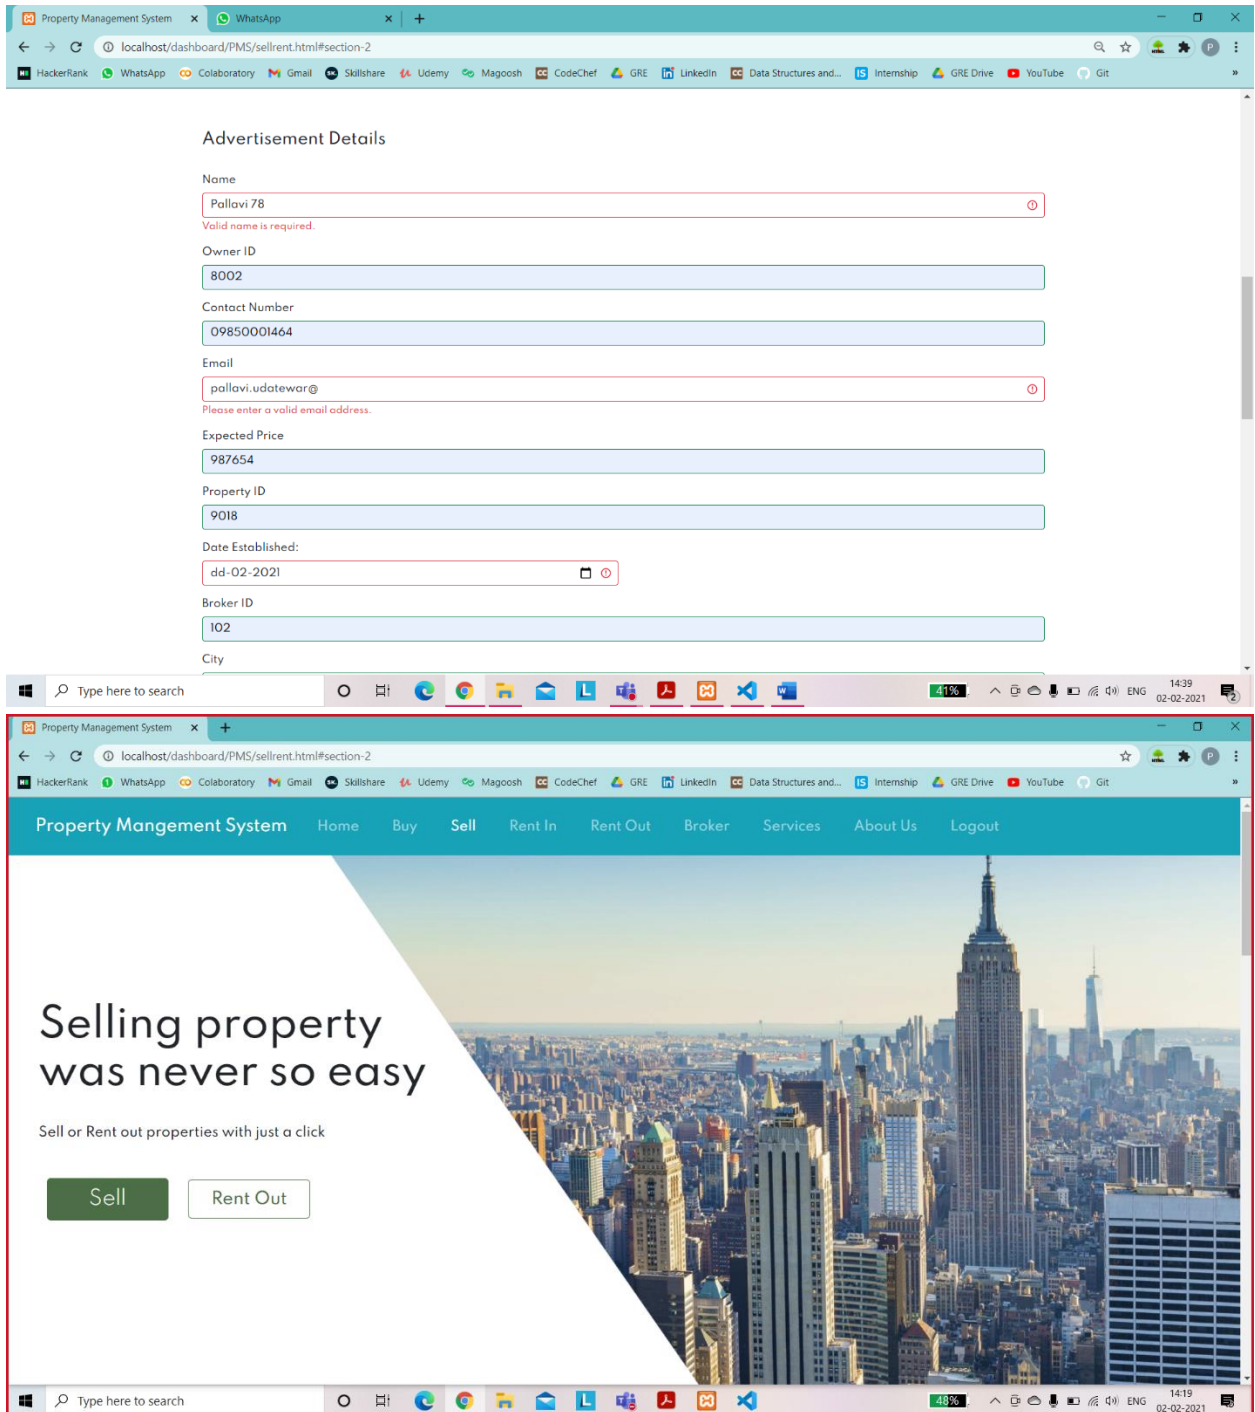 Property Management System
WhatsApp
localhost/dashboard/PMS/sellrent.html#section-2
P
HackerRank WhatsApp Colaboratory Gmail Skillshare Udemy Magoosh CodeChef GRE LinkedIn Data Structures and... Internship GRE Drive YouTube Git »
Advertisement Details
Name
Pallavi 78
Valid name is required.
Owner ID
8002
Contact Number
09850001464
Email
pallavi.udatewar@
Please enter a valid email address.
Expected Price
987654
Property ID
9018
Date Established:
dd-02-2021
Broker ID
102
City
Type here to search
41%
ENG
14:39
02-02-2021
2
Property Management System
localhost/dashboard/PMS/sellrent.html#section-2
P
HackerRank WhatsApp Colaboratory Gmail Skillshare Udemy Magoosh CodeChef GRE LinkedIn Data Structures and... Internship GRE Drive YouTube Git »
Property Mangement System Home Buy Sell Rent In Rent Out Broker Services About Us Logout
Selling property
was never so easy
Sell or Rent out properties with just a click
Sell
Rent Out
Type here to search
48%
ENG
14:19
02-02-2021